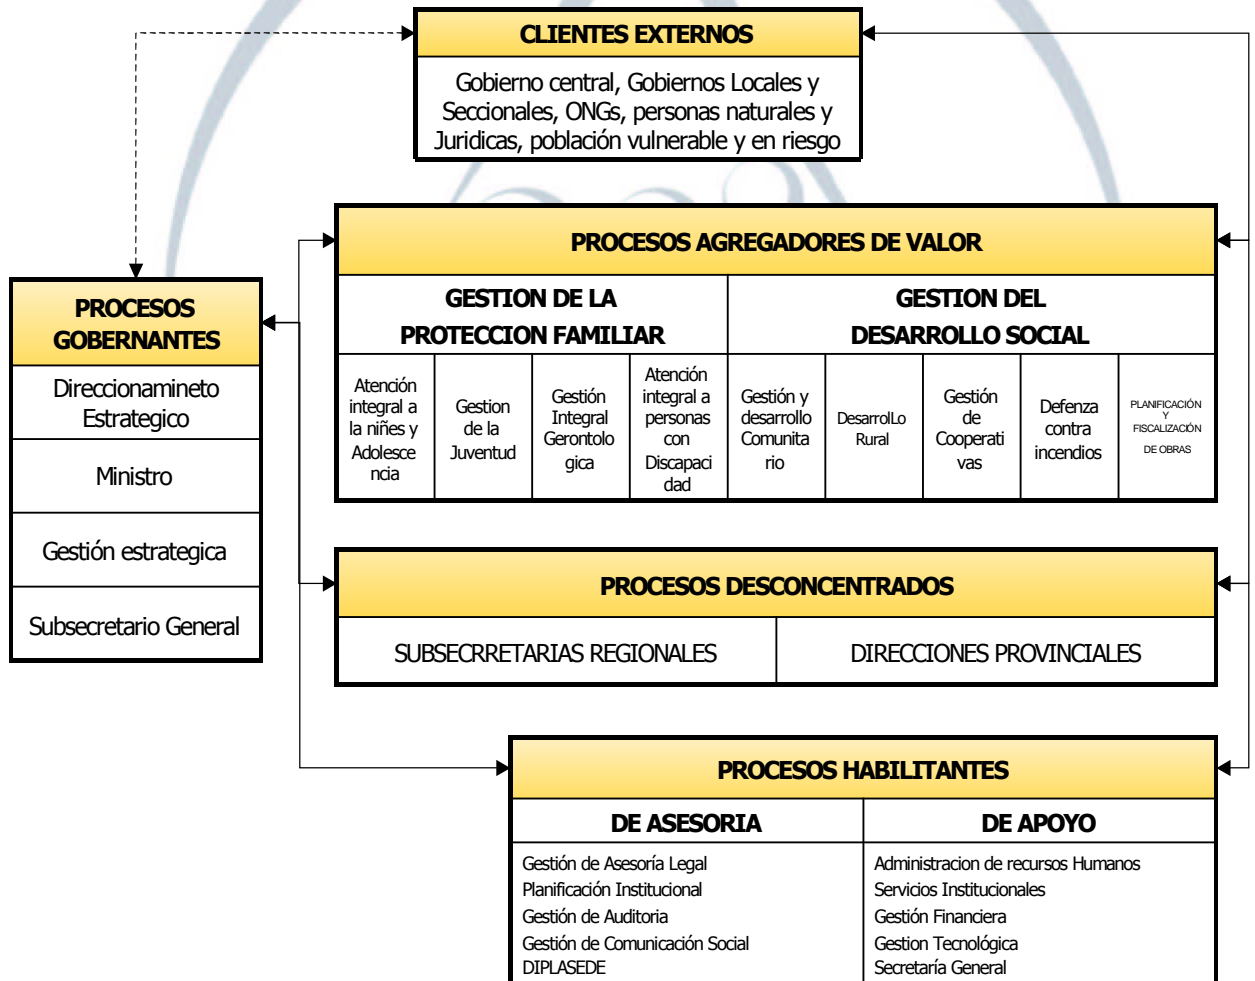 CLIENTES EXTERNOS
Gobierno central, Gobiernos Locales y
Seccionales, ONGs, personas naturales y
Juridicas, población vulnerable y en riesgo
PROCESOS AGREGADORES DE VALOR
GESTION DE LA
PROTECCION FAMILIAR
GESTION DEL
DESARROLLO SOCIAL
Atención
integral a
la niñes y
Adolesce
ncia
Gestion
de la
Juventud
Gestión
Integral
Gerontolo
gica
Atención
integral a
personas
con
Discapaci
dad
Gestión y
desarrollo
Comunita
rio
DesarrolLo
Rural
Gestión
de
Cooperati
vas
Defenza
contra
incendios
PLANIFICACIÓN
Y
FISCALIZACIÓN
DE OBRAS
PROCESOS
GOBERNANTES
Direccionamineto
Estrategico
Ministro
Gestión estrategica
Subsecretario General
PROCESOS DESCONCENTRADOS
SUBSECRRETARIAS REGIONALES
DIRECCIONES PROVINCIALES
PROCESOS HABILITANTES
DE ASESORIA
Gestión de Asesoría Legal
Planificación Institucional
Gestión de Auditoria
Gestión de Comunicación Social
DIPLASEDE
DE APOYO
Administracion de recursos Humanos
Servicios Institucionales
Gestión Financiera
Gestion Tecnológica
Secretaría General